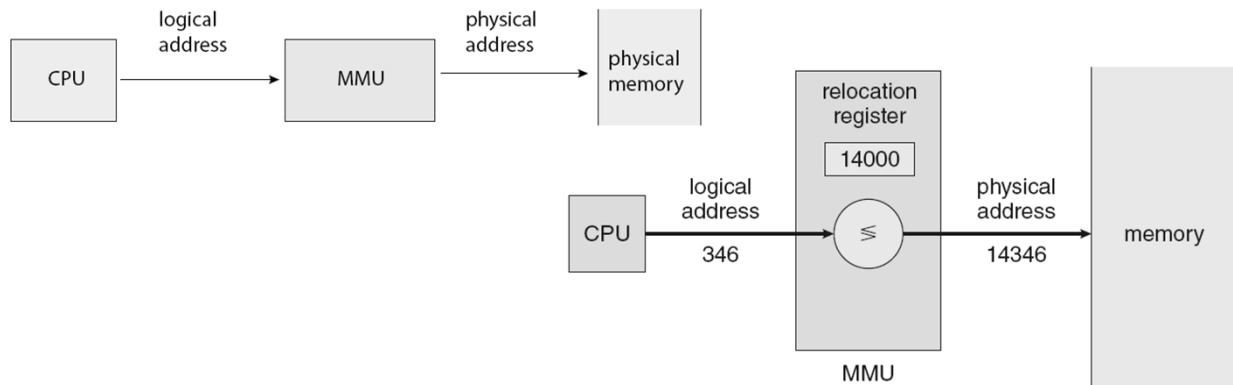 logical
address
physical
address
CPU
MMU
physical
memory
relocation
register
14000
logical
address
physical
address
CPU
≶
memory
346
14346
MMU